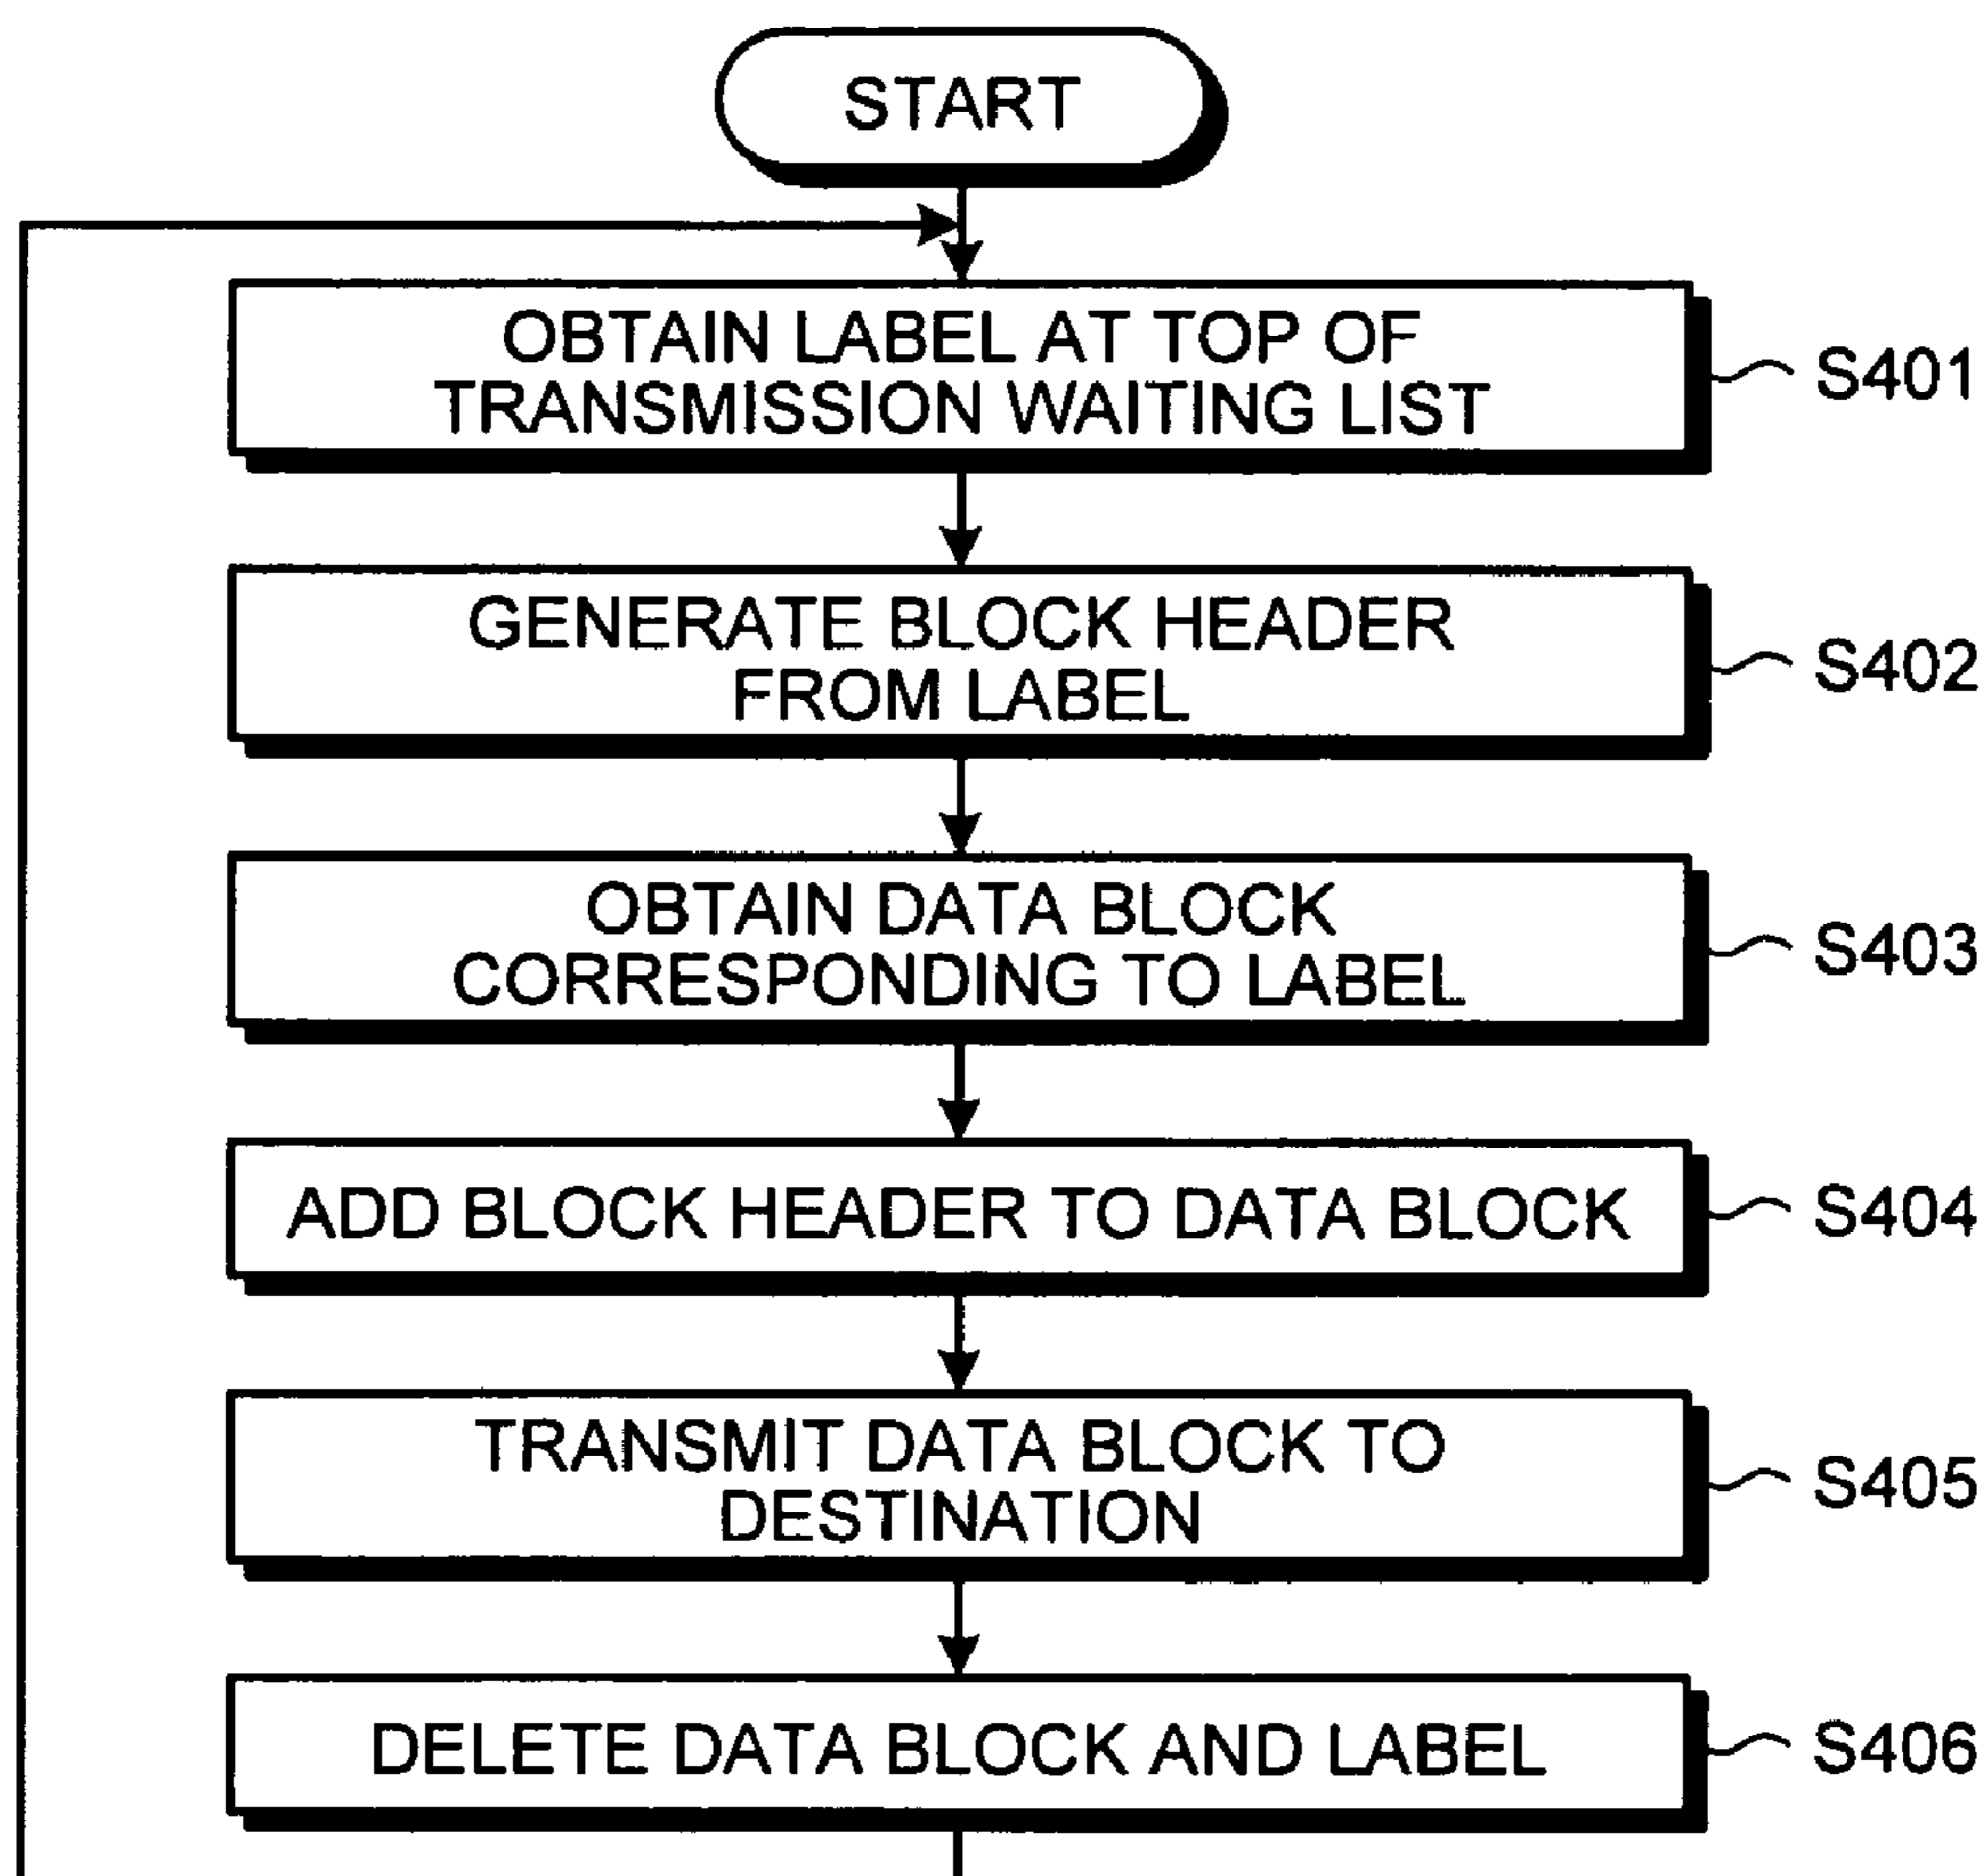 START
OBTAIN LABEL AT TOP OF
TRANSMISSION WAITING LIST
S401
GENERATE BLOCK HEADER
FROM LABEL
S402
OBTAIN DATA BLOCK
CORRESPONDING TO LABEL
S403
ADD BLOCK HEADER TO DATA BLOCK
S404
TRANSMIT DATA BLOCK TO
DESTINATION
S405
DELETE DATA BLOCK AND LABEL
S406